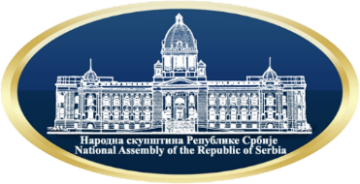 Народна скупштина Републике Србије
National Assembly of the Republic of Serbia